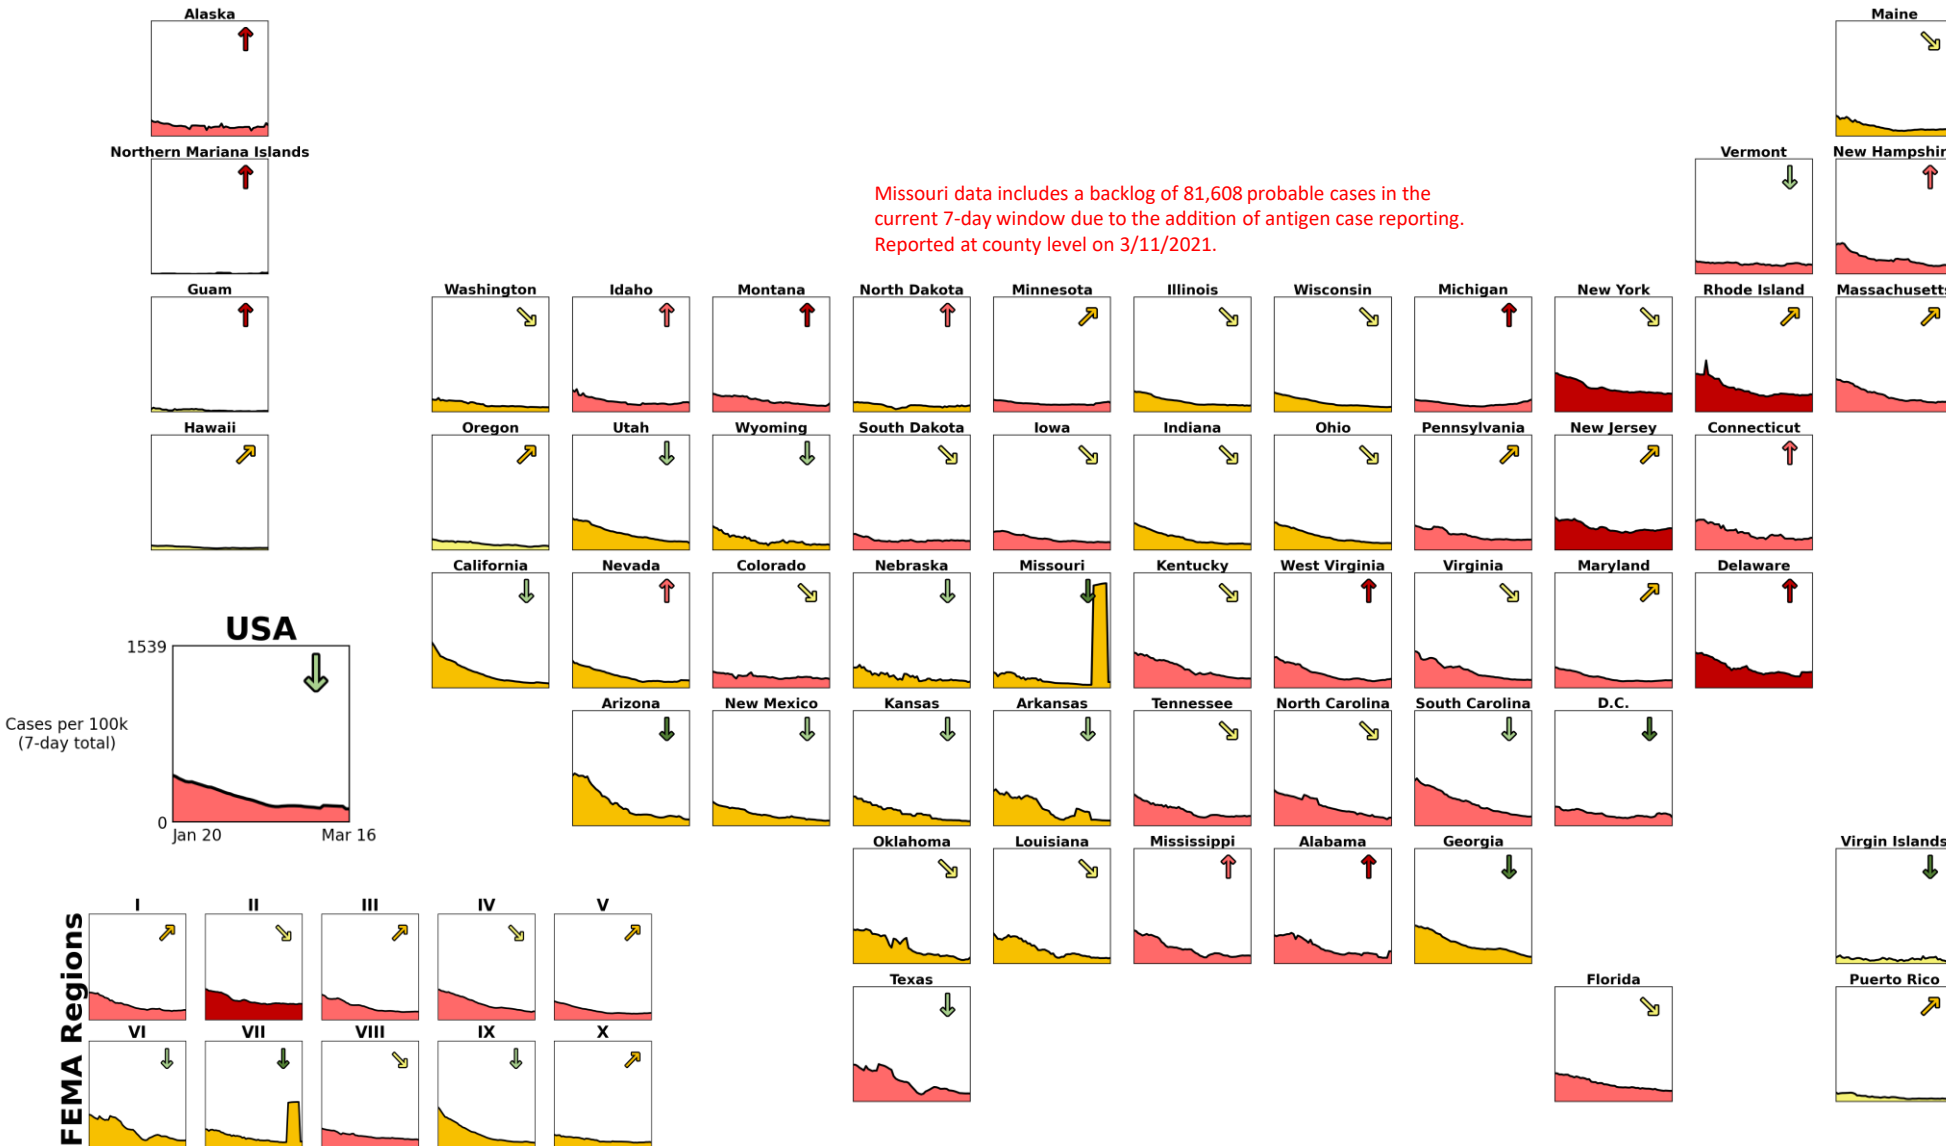 Alaska
Maine
Northern Mariana Islands
Vermont
New Hampshir
Missouri data includes a backlog of 81,608 probable cases in the
current 7-day window due to the addition of antigen case reporting.
Reported at county level on 3/11/2021.
Guam
Washington
Idaho
Montana
North Dakota
Minnesota
Illinois
Wisconsin
Michigan
New York
Rhode Island
Massachusetts
Hawaii
Oregon
Utah
Wyoming
South Dakota
Iowa
Indiana
Ohio
Pennsylvania
New Jersey
Connecticut
California
Nevada
Colorado
Nebraska
Missouri
Kentucky
West Virginia
Virginia
Maryland
Delaware
USA
1539
Cases per 100k
(7-day total)
0
Jan 20
Mar 16
Arizona
New Mexico
Kansas
Arkansas
Tennessee
North Carolina
South Carolina
D.C.
Oklahoma
Louisiana
Mississippi
Alabama
Georgia
Virgin Islands
Texas
Florida
Puerto Rico
FEMA Regions
I
II
III
IV
V
VI
VII
VIII
IX
X